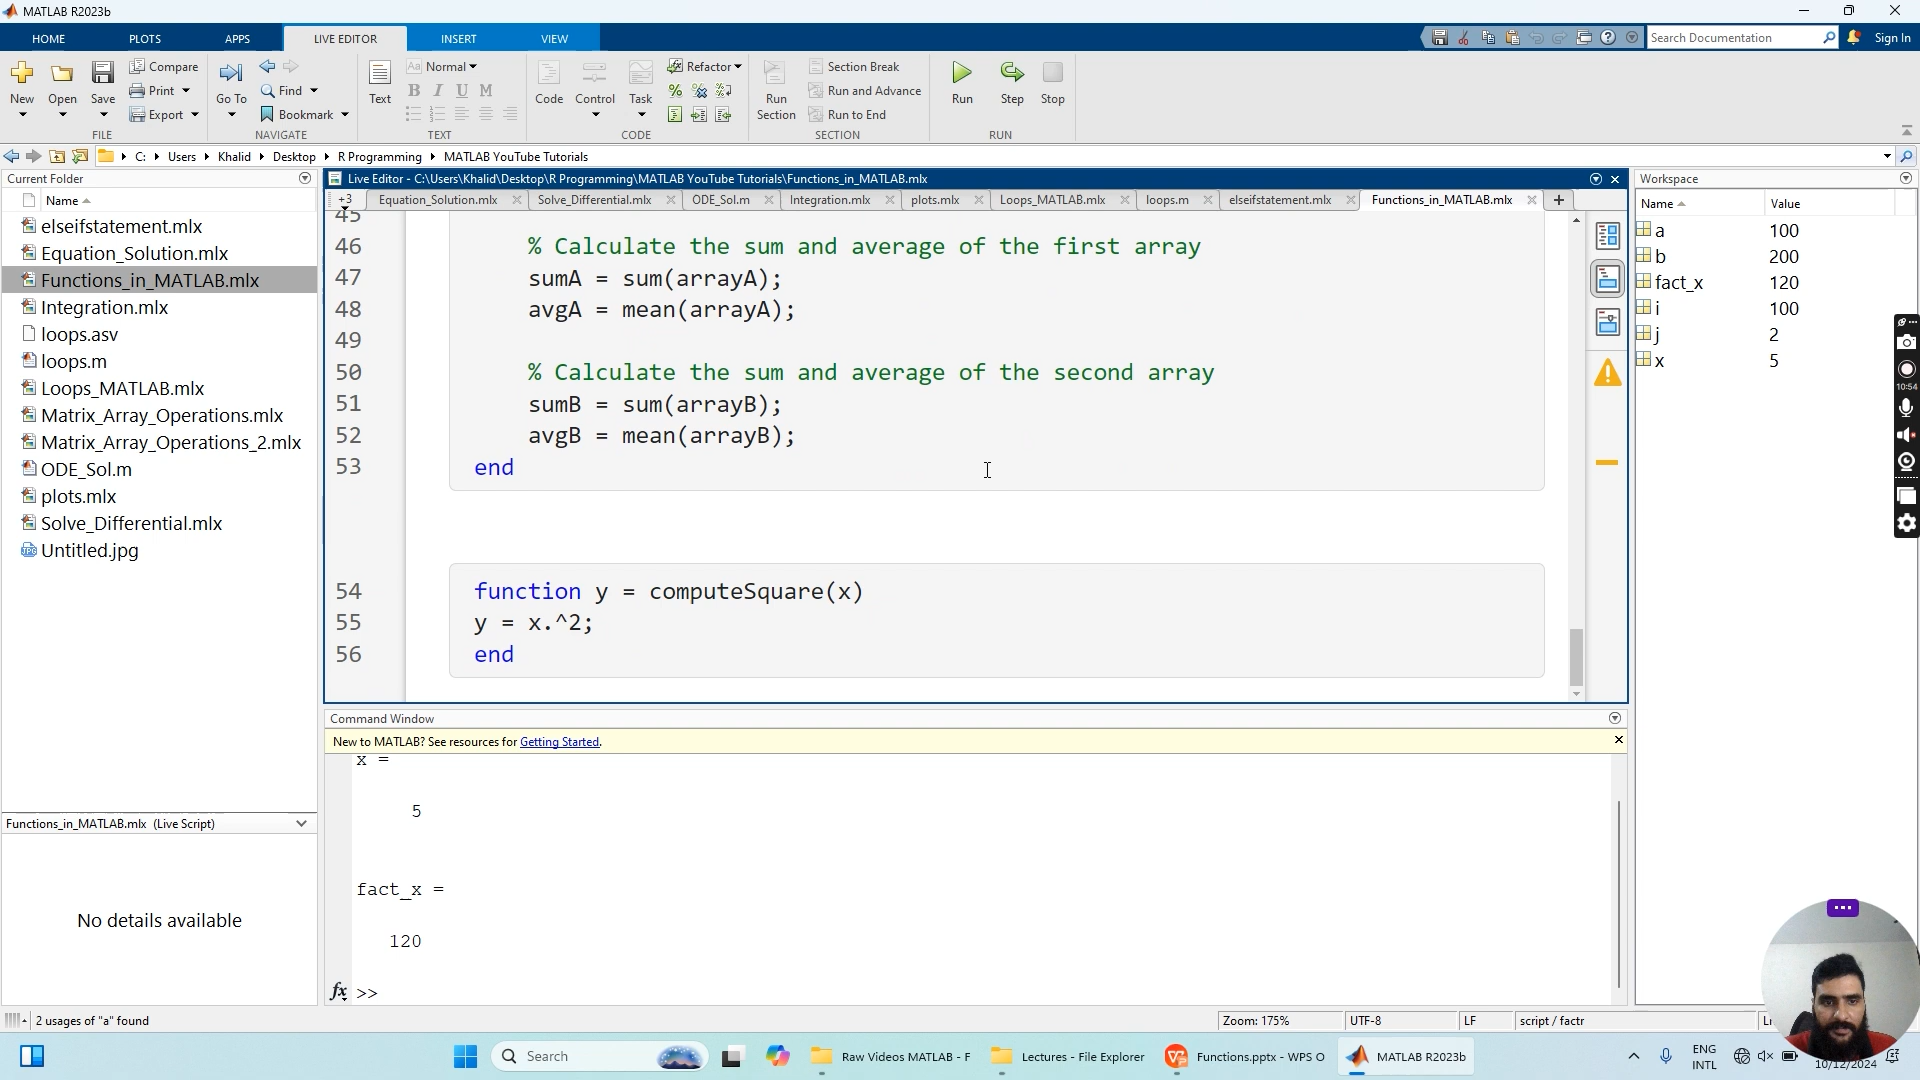 MATLAB R2023b
HOME
PLOTS
APPS
LIVE EDITOR
INSERT
VIEW
Search Documentation
Sign In
New
Open
Save
Compare
Print
Export
FILE
Go To
Find
Bookmark
NAVIGATE
Text
Aa Normal
B I U M
TEXT
Code
Control
Task
Refactor
CODE
Run Section
Section Break
Run and Advance
Run to End
SECTION
Run
Step
Stop
RUN
C: Users Khalid Desktop R Programming MATLAB YouTube Tutorials
Current Folder
Name
elseifstatement.mlx
Equation_Solution.mlx
Functions_in_MATLAB.mlx
Integration.mlx
loops.asv
loops.m
Loops_MATLAB.mlx
Matrix_Array_Operations.mlx
Matrix_Array_Operations_2.mlx
ODE_Sol.m
plots.mlx
Solve_Differential.mlx
Untitled.jpg
Functions_in_MATLAB.mlx (Live Script)
No details available
Live Editor - C:\Users\Khalid\Desktop\R Programming\MATLAB YouTube Tutorials\Functions_in_MATLAB.mlx
+3 Equation_Solution.mlx Solve_Differential.mlx ODE_Sol.m Integration.mlx plots.mlx Loops_MATLAB.mlx loops.m elseifstatement.mlx Functions_in_MATLAB.mlx
45
46 % Calculate the sum and average of the first array
47 sumA = sum(arrayA);
48 avgA = mean(arrayA);
49
50 % Calculate the sum and average of the second array
51 sumB = sum(arrayB);
52 avgB = mean(arrayB);
53 end
54 function y = computeSquare(x)
55 y = x.^2;
56 end
Command Window
New to MATLAB? See resources for Getting Started.
x =
5
fact_x =
120
fx >>
Workspace
Name Value
a 100
b 200
fact_x 120
i 100
j 2
x 5
10:54
2 usages of "a" found
Zoom: 175%
UTF-8
LF
script / factr
Search
Raw Videos MATLAB - F
Lectures - File Explorer
Functions.pptx - WPS O
MATLAB R2023b
ENG
INTL
10/12/2024